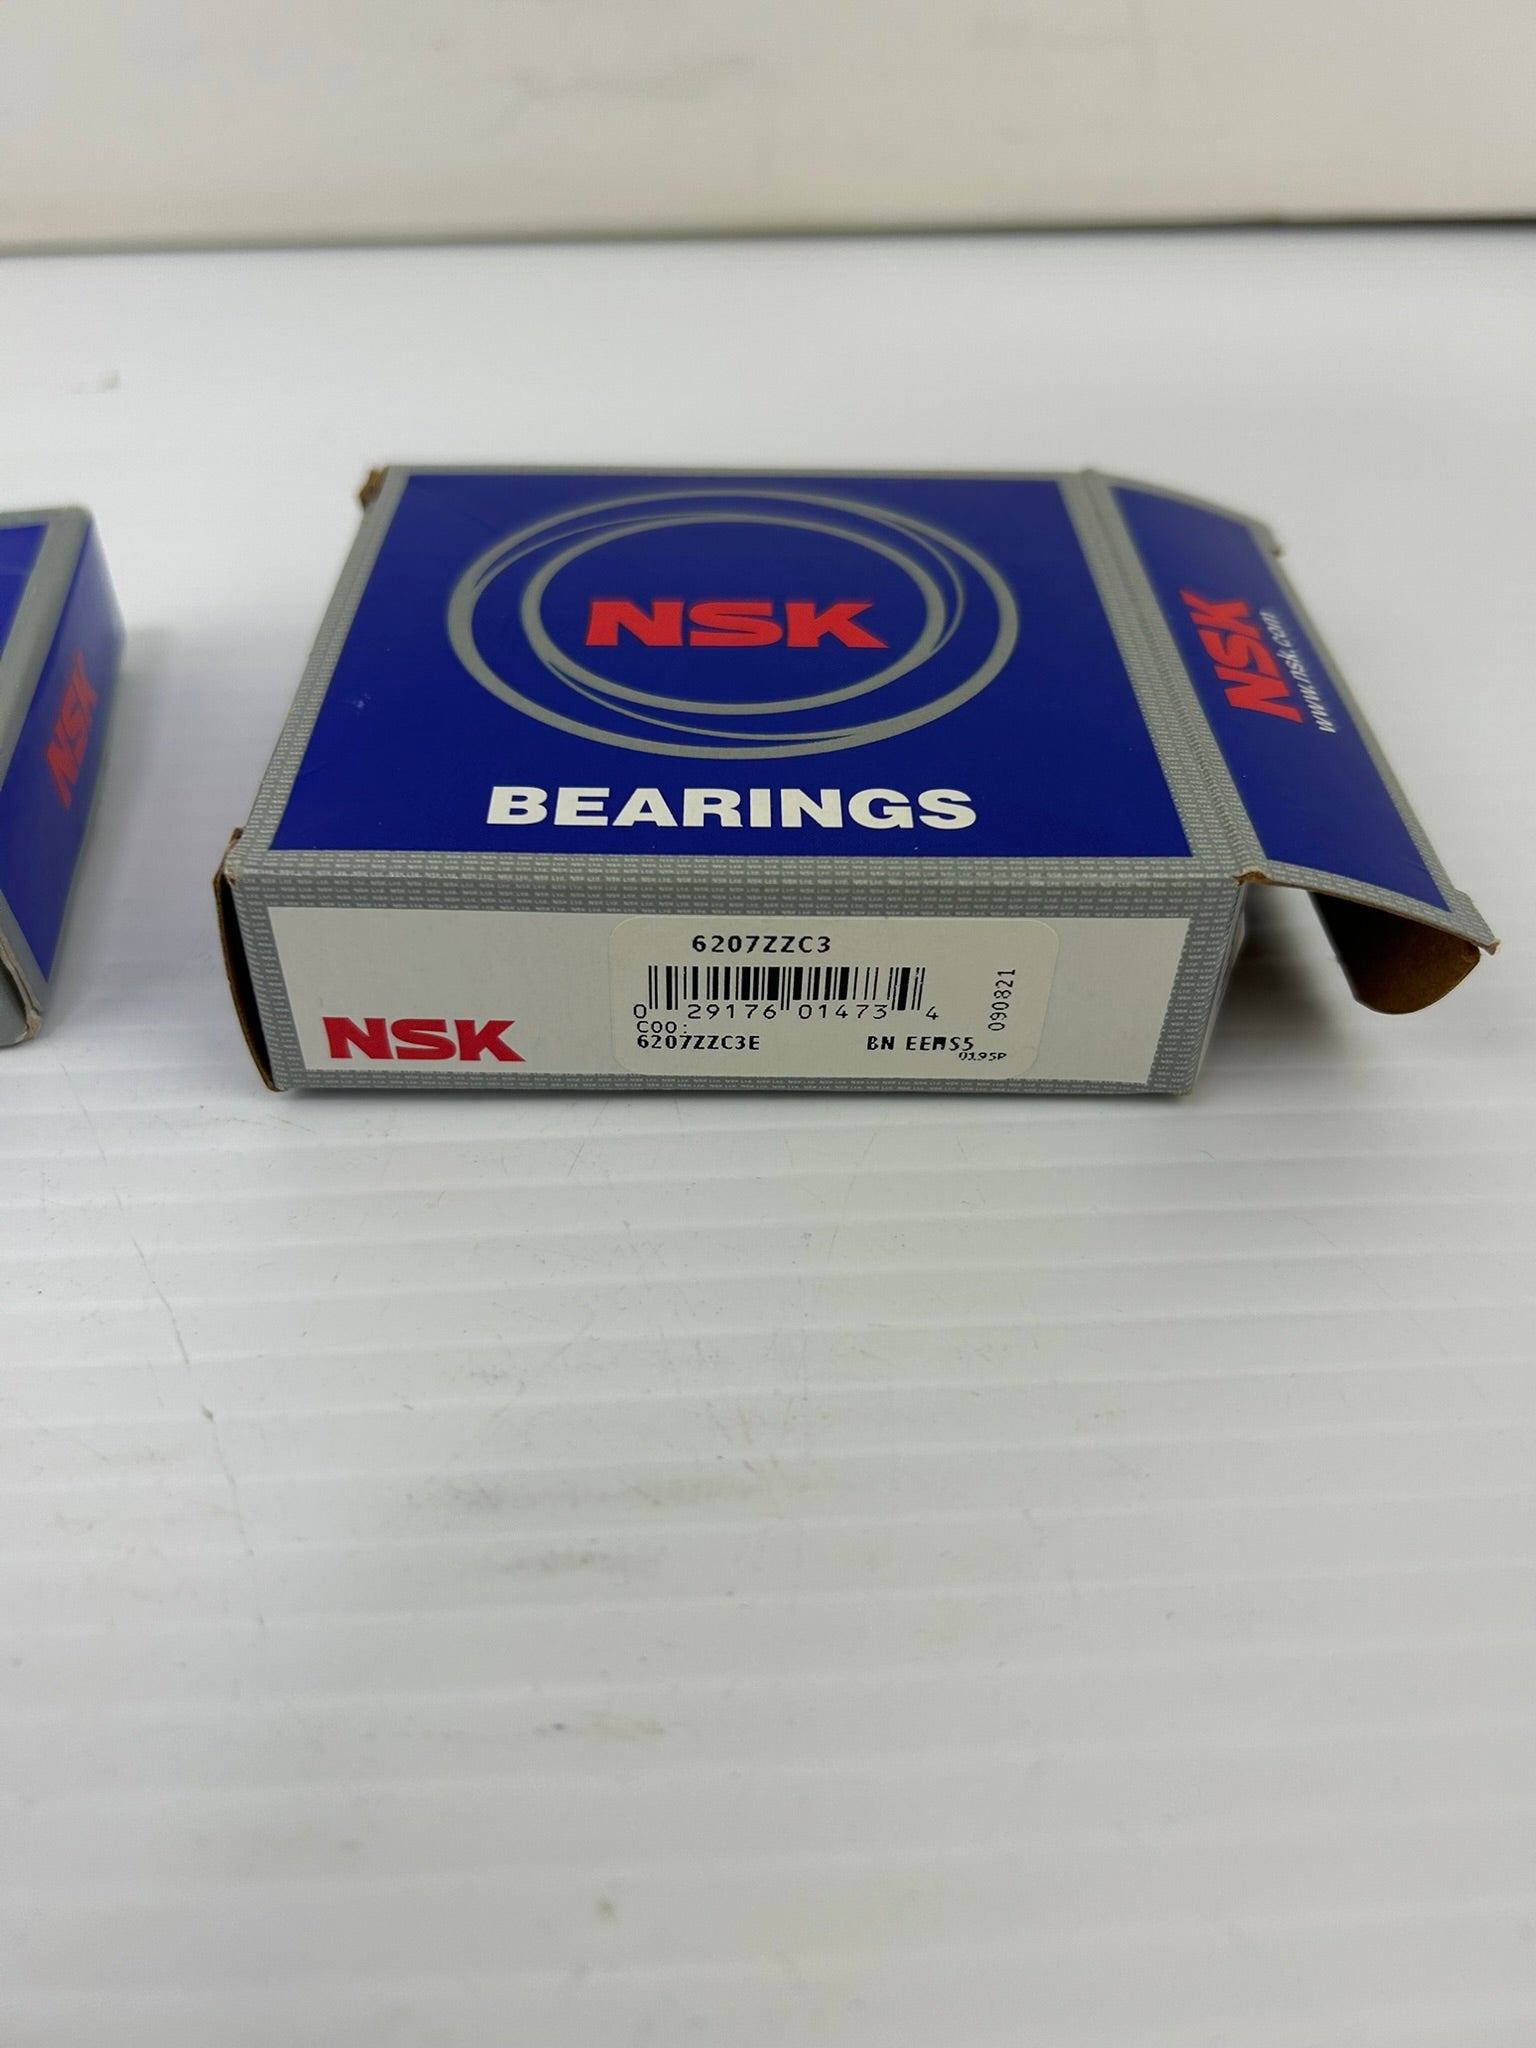 NSK
BEARINGS
NSK
www.nsk.com
NSK
6207ZZC3
0 29176 01473 4
090821
COO:
6207ZZC3E
BN EEMS5
0195P
NSK